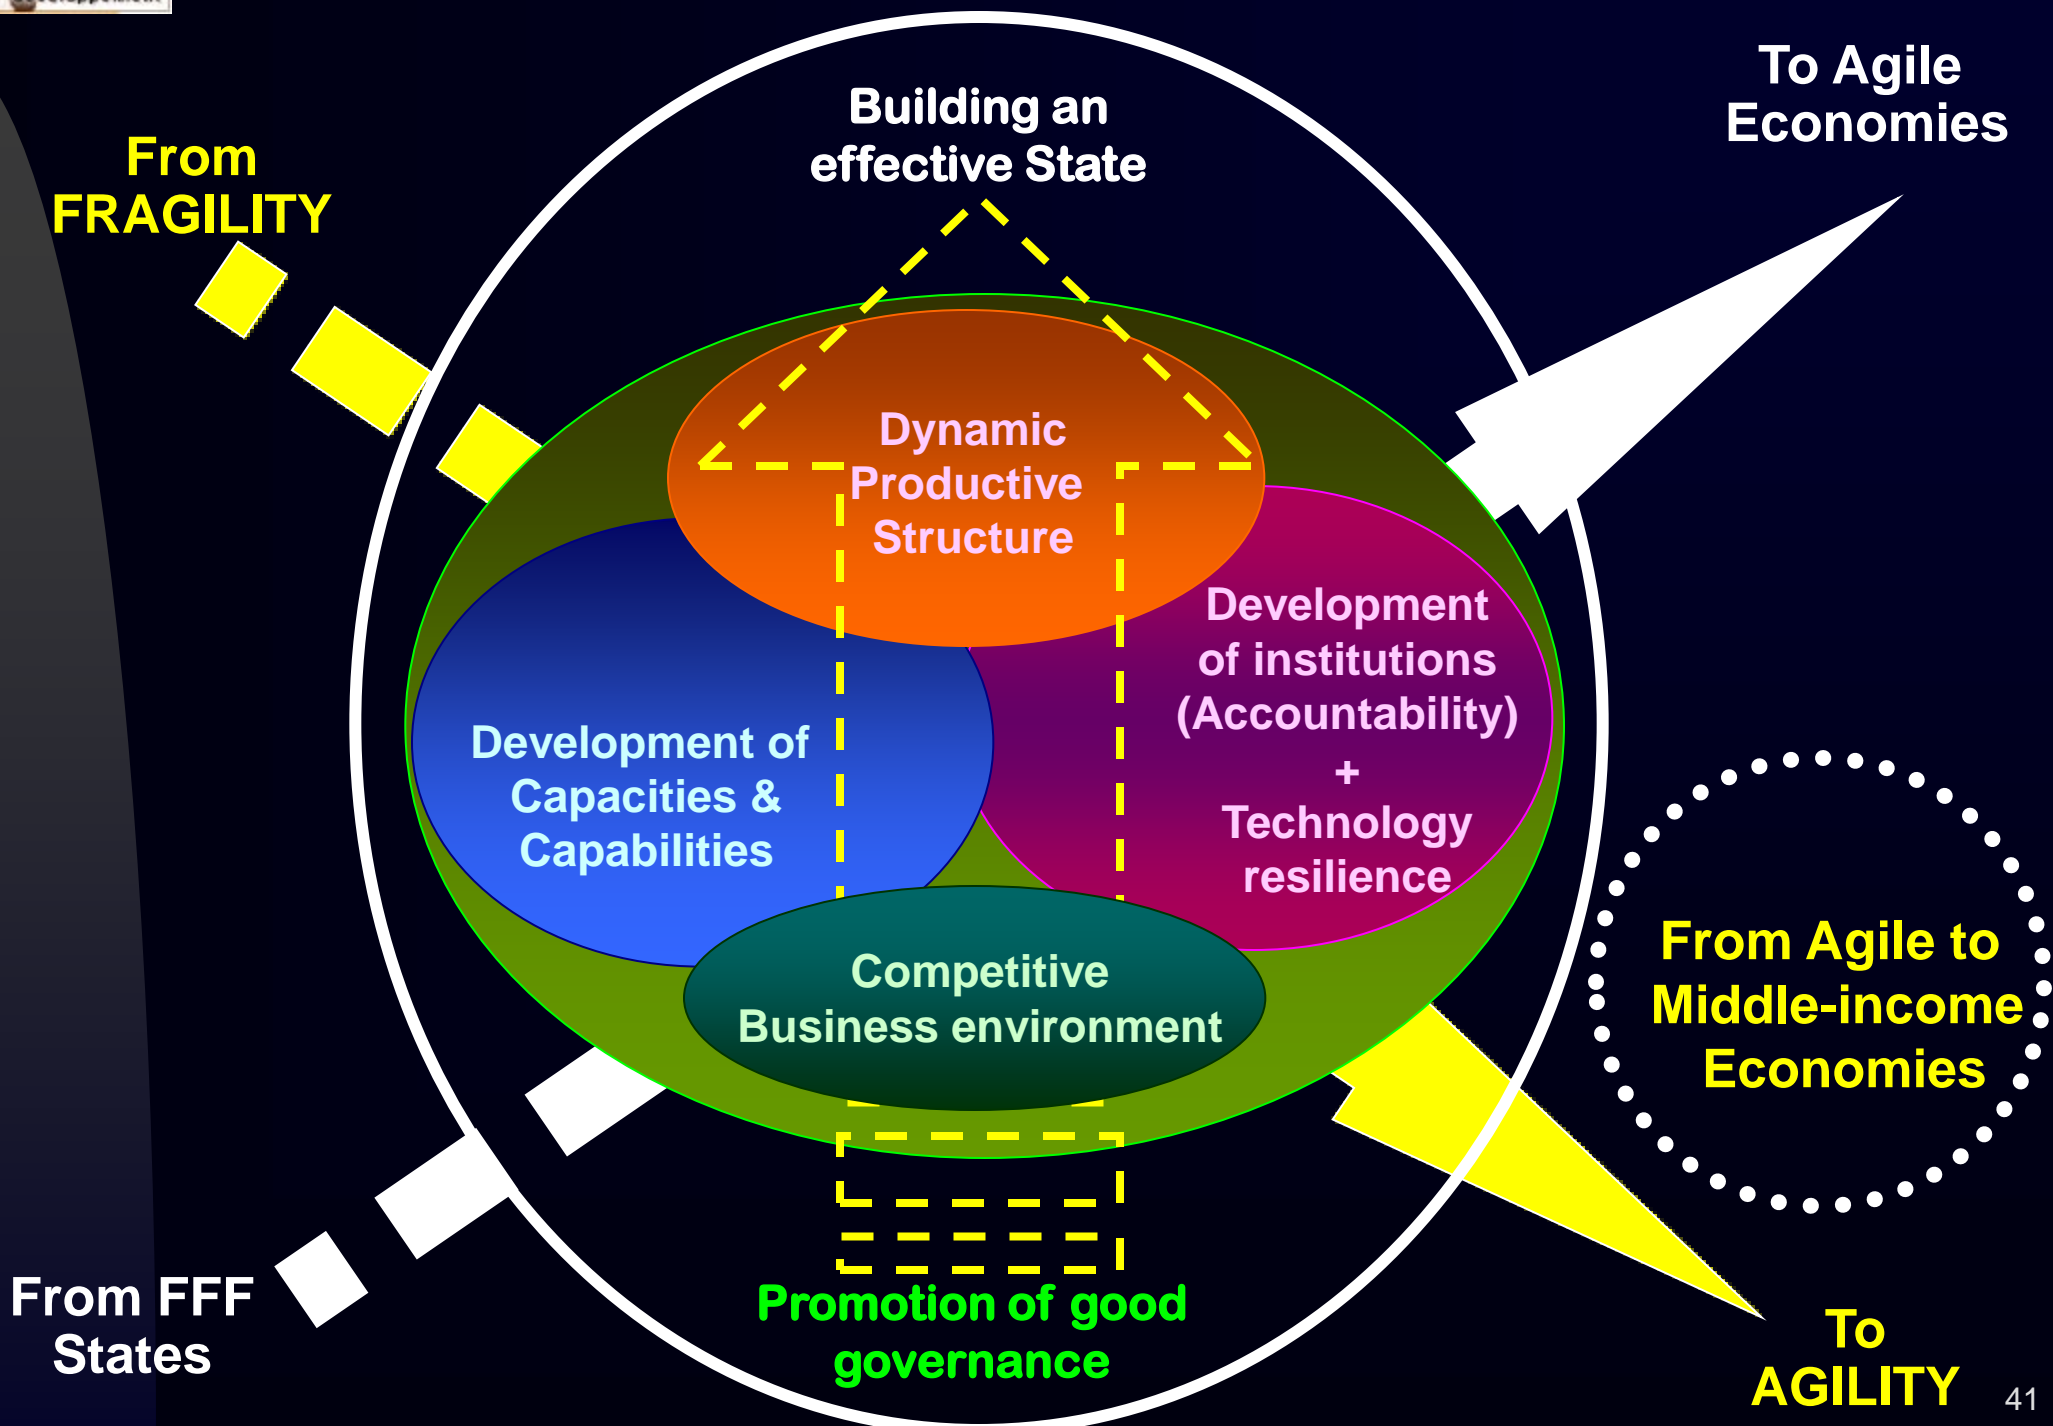 To Agile
Economies
Building an
effective State
From
FRAGILITY
Dynamic
Productive
Structure
Development
of institutions
(Accountability)
+
Technology
resilience
Development of
Capacities &
Capabilities
From Agile to
Middle-income
Economies
Competitive
Business environment
From FFF
States
Promotion of good
governance
To
AGILITY
41